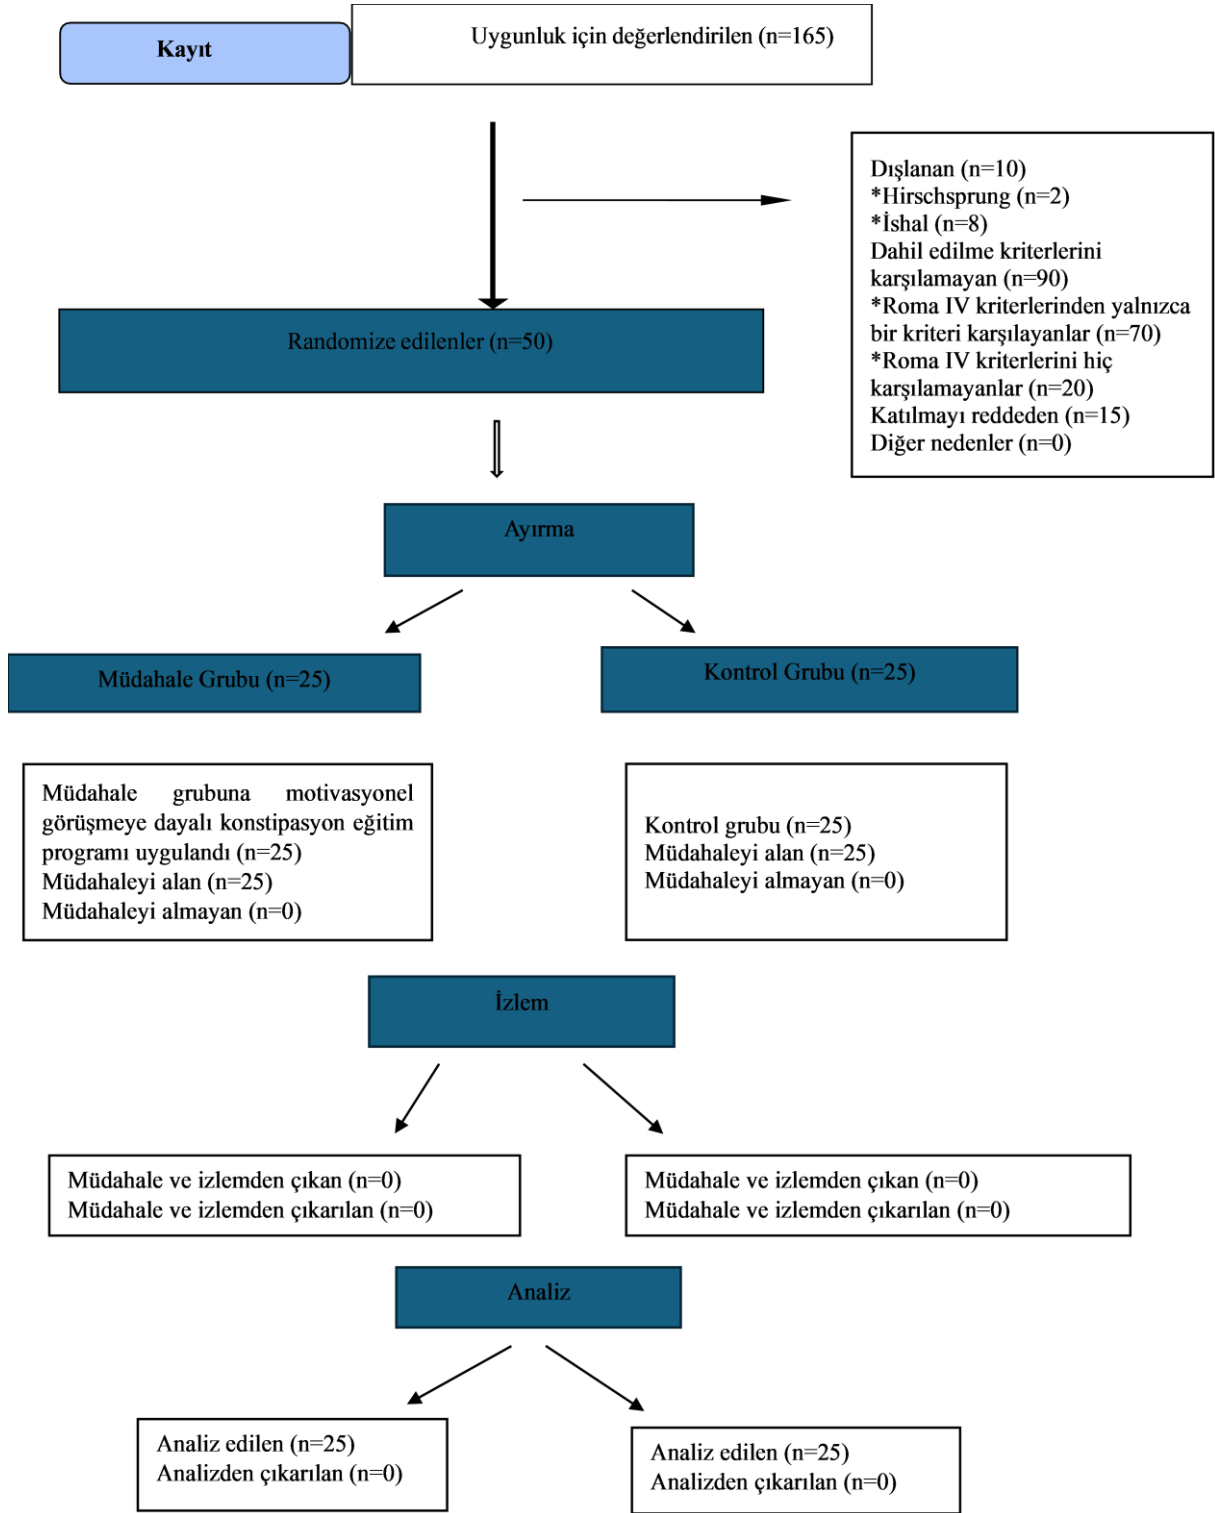 Kayıt
Uygunluk için değerlendirilen (n=165)
Dışlanan (n=10)
*Hirschsprung (n=2)
*İshal (n=8)
Dahil edilme kriterlerini
karşılamayan (n=90)
*Roma IV kriterlerinden yalnızca
bir kriteri karşılayanlar (n=70)
*Roma IV kriterlerini hiç
karşılamayanlar (n=20)
Katılmayı reddeden (n=15)
Diğer nedenler (n=0)
Randomize edilenler (n=50)
Ayırma
Müdahale Grubu (n=25)
Kontrol Grubu (n=25)
Müdahale grubuna motivasyonel
görüşmeye dayalı konstipasyon eğitim
programı uygulandı (n=25)
Müdahaleyi alan (n=25)
Müdahaleyi almayan (n=0)
Kontrol grubu (n=25)
Müdahaleyi alan (n=25)
Müdahaleyi almayan (n=0)
İzlem
Müdahale ve izlemden çıkan (n=0)
Müdahale ve izlemden çıkarılan (n=0)
Müdahale ve izlemden çıkan (n=0)
Müdahale ve izlemden çıkarılan (n=0)
Analiz
Analiz edilen (n=25)
Analizden çıkarılan (n=0)
Analiz edilen (n=25)
Analizden çıkarılan (n=0)